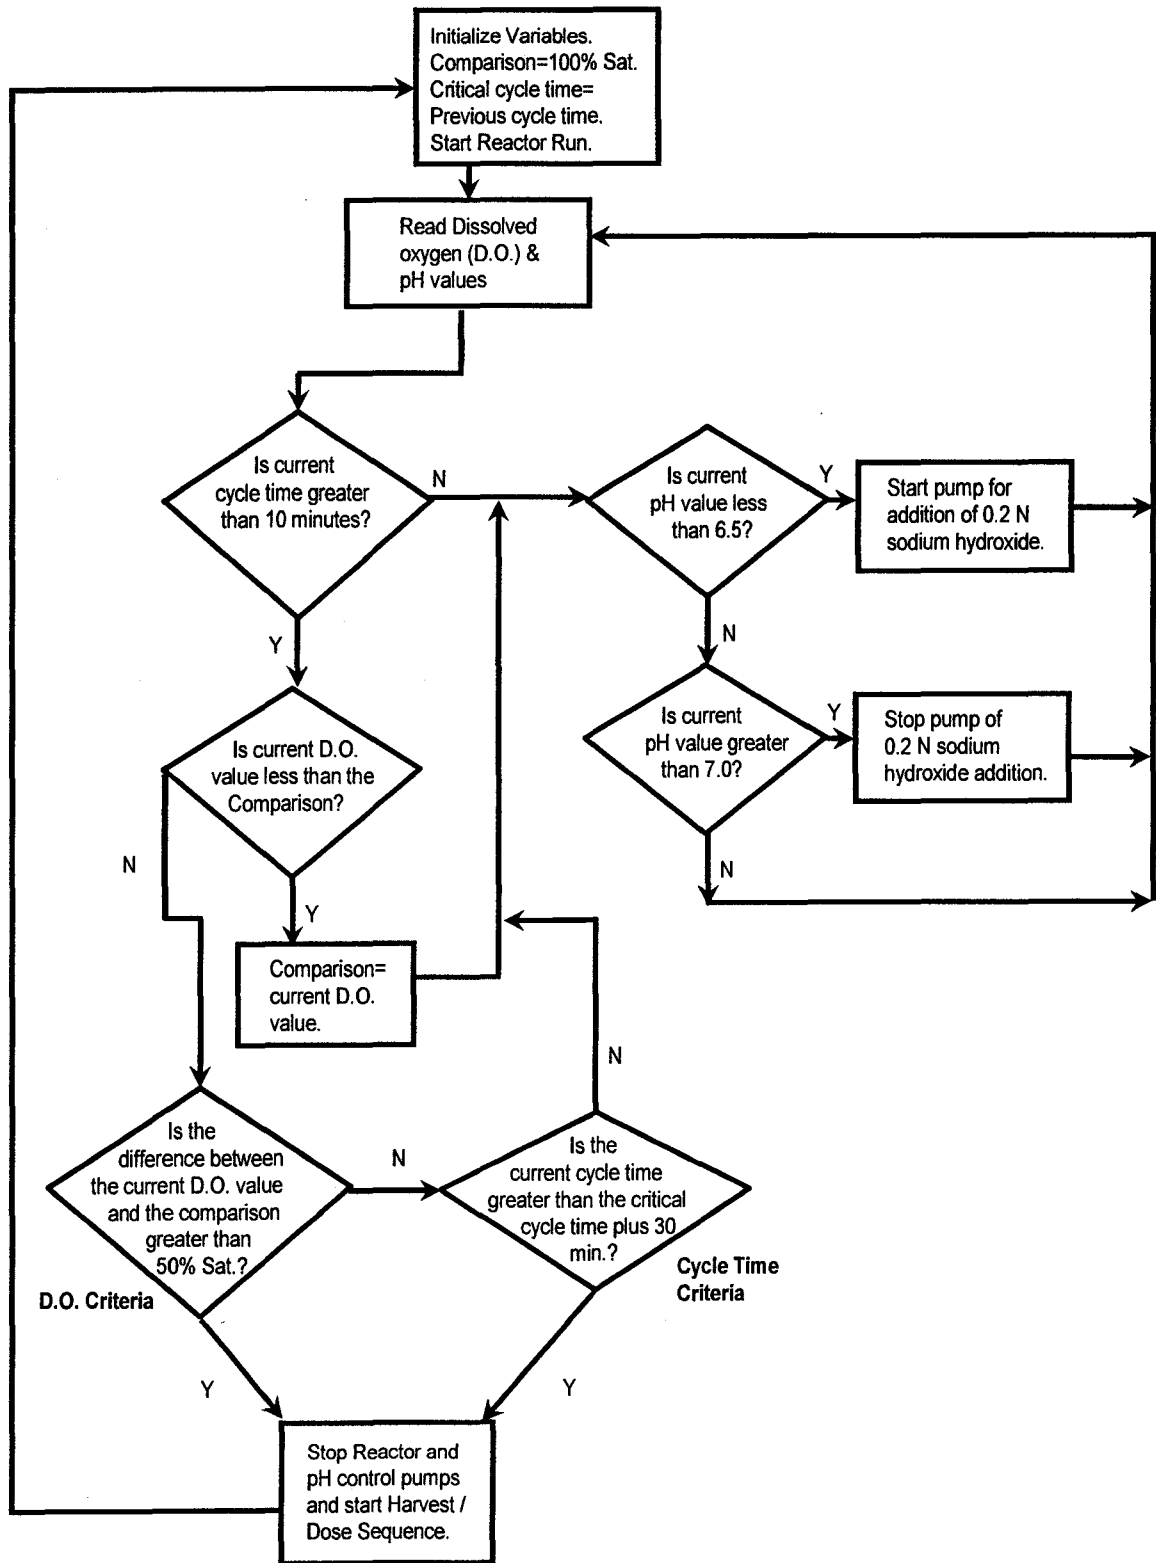 Initialize Variables.
Comparison=100% Sat.
Critical cycle time=
Previous cycle time.
Start Reactor Run.
Read Dissolved
oxygen (D.O.) &
pH values
Is current
cycle time greater
than 10 minutes?
N
Is current
pH value less
than 6.5?
Y
Start pump for
addition of 0.2 N
sodium hydroxide.
Y
N
Is current D.O.
value less than the
Comparison?
Is current
pH value greater
than 7.0?
Y
Stop pump of
0.2 N sodium
hydroxide addition.
N
N
Y
Comparison=
current D.O.
value.
N
Is the
difference between
the current D.O. value
and the comparison
greater than
50% Sat.?
D.O. Criteria
N
Is the
current cycle time
greater than the critical
cycle time plus 30
min.?
Cycle Time
Criteria
Y
Y
Stop Reactor and
pH control pumps
and start Harvest /
Dose Sequence.